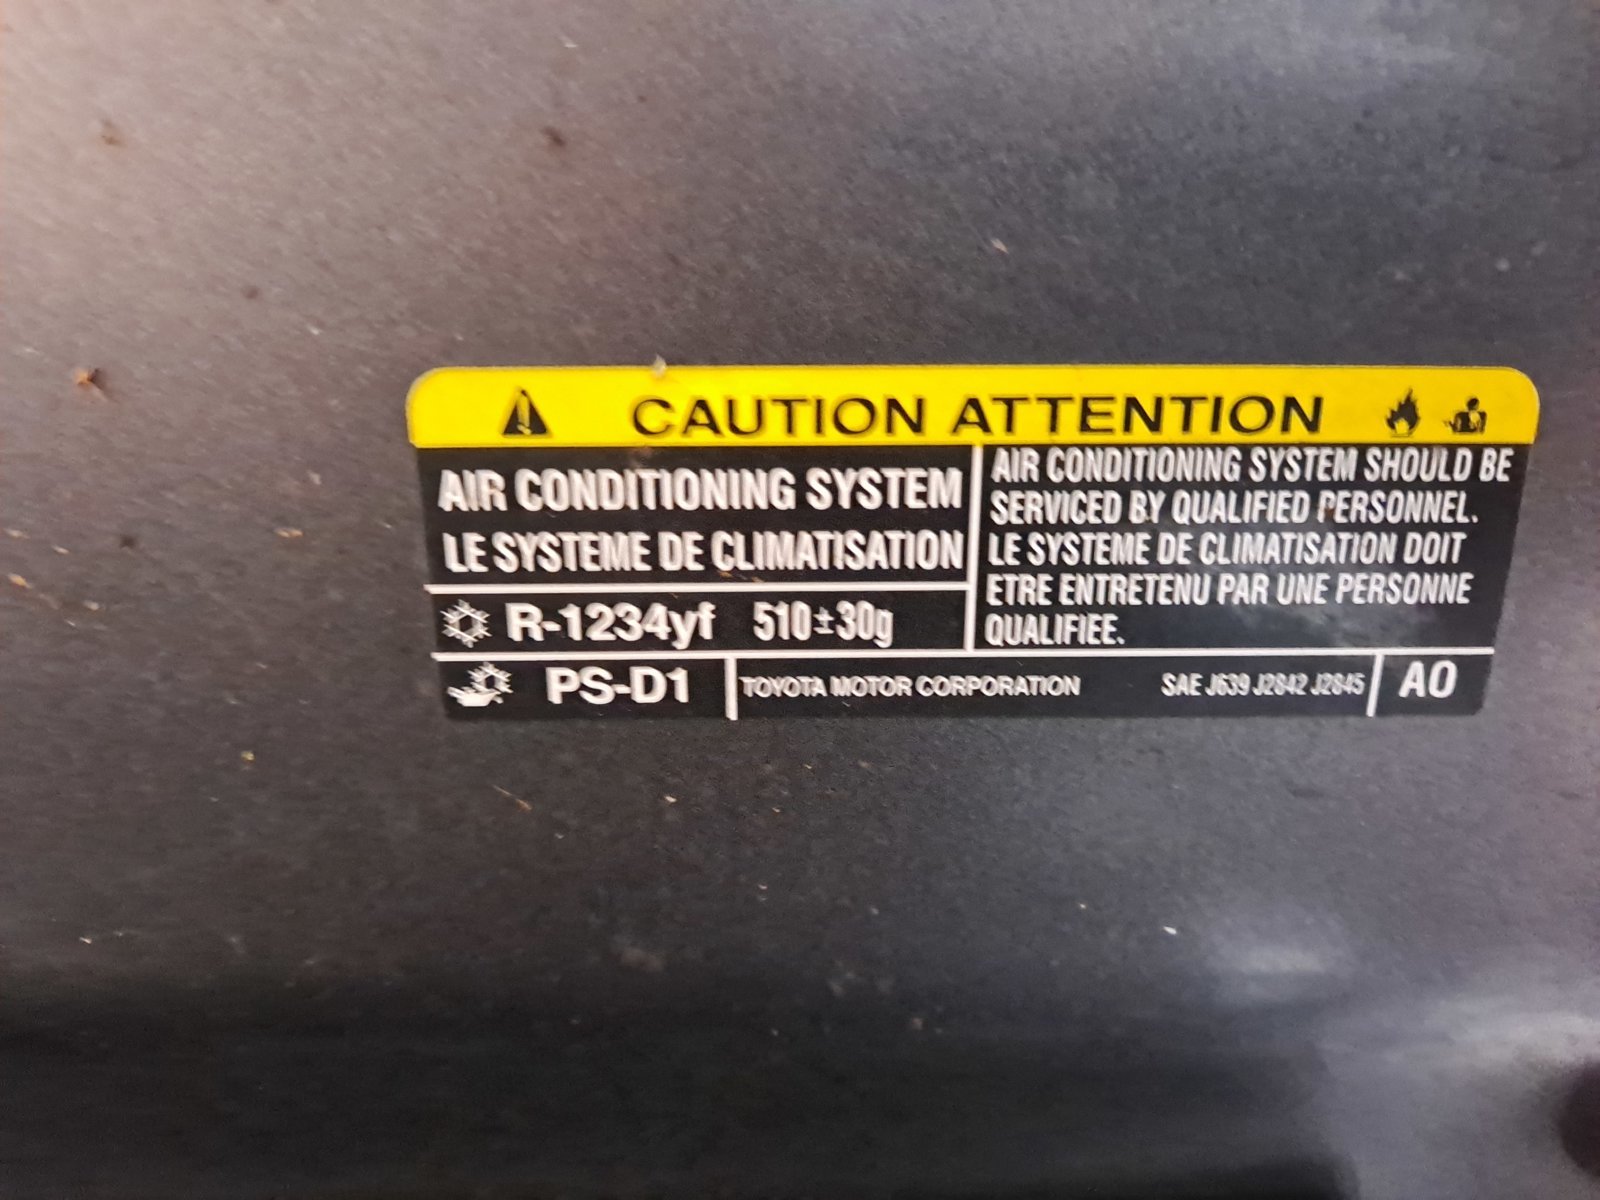 CAUTION ATTENTION
AIR CONDITIONING SYSTEM
LE SYSTEME DE CLIMATISATION
R-1234yf 510±30g
AIR CONDITIONING SYSTEM SHOULD BE
SERVICED BY QUALIFIED PERSONNEL.
LE SYSTEME DE CLIMATISATION DOIT
ETRE ENTRETENU PAR UNE PERSONNE
QUALIFIEE.
PS-D1
TOYOTA MOTOR CORPORATION
SAE J639 J2842 J2845
A0